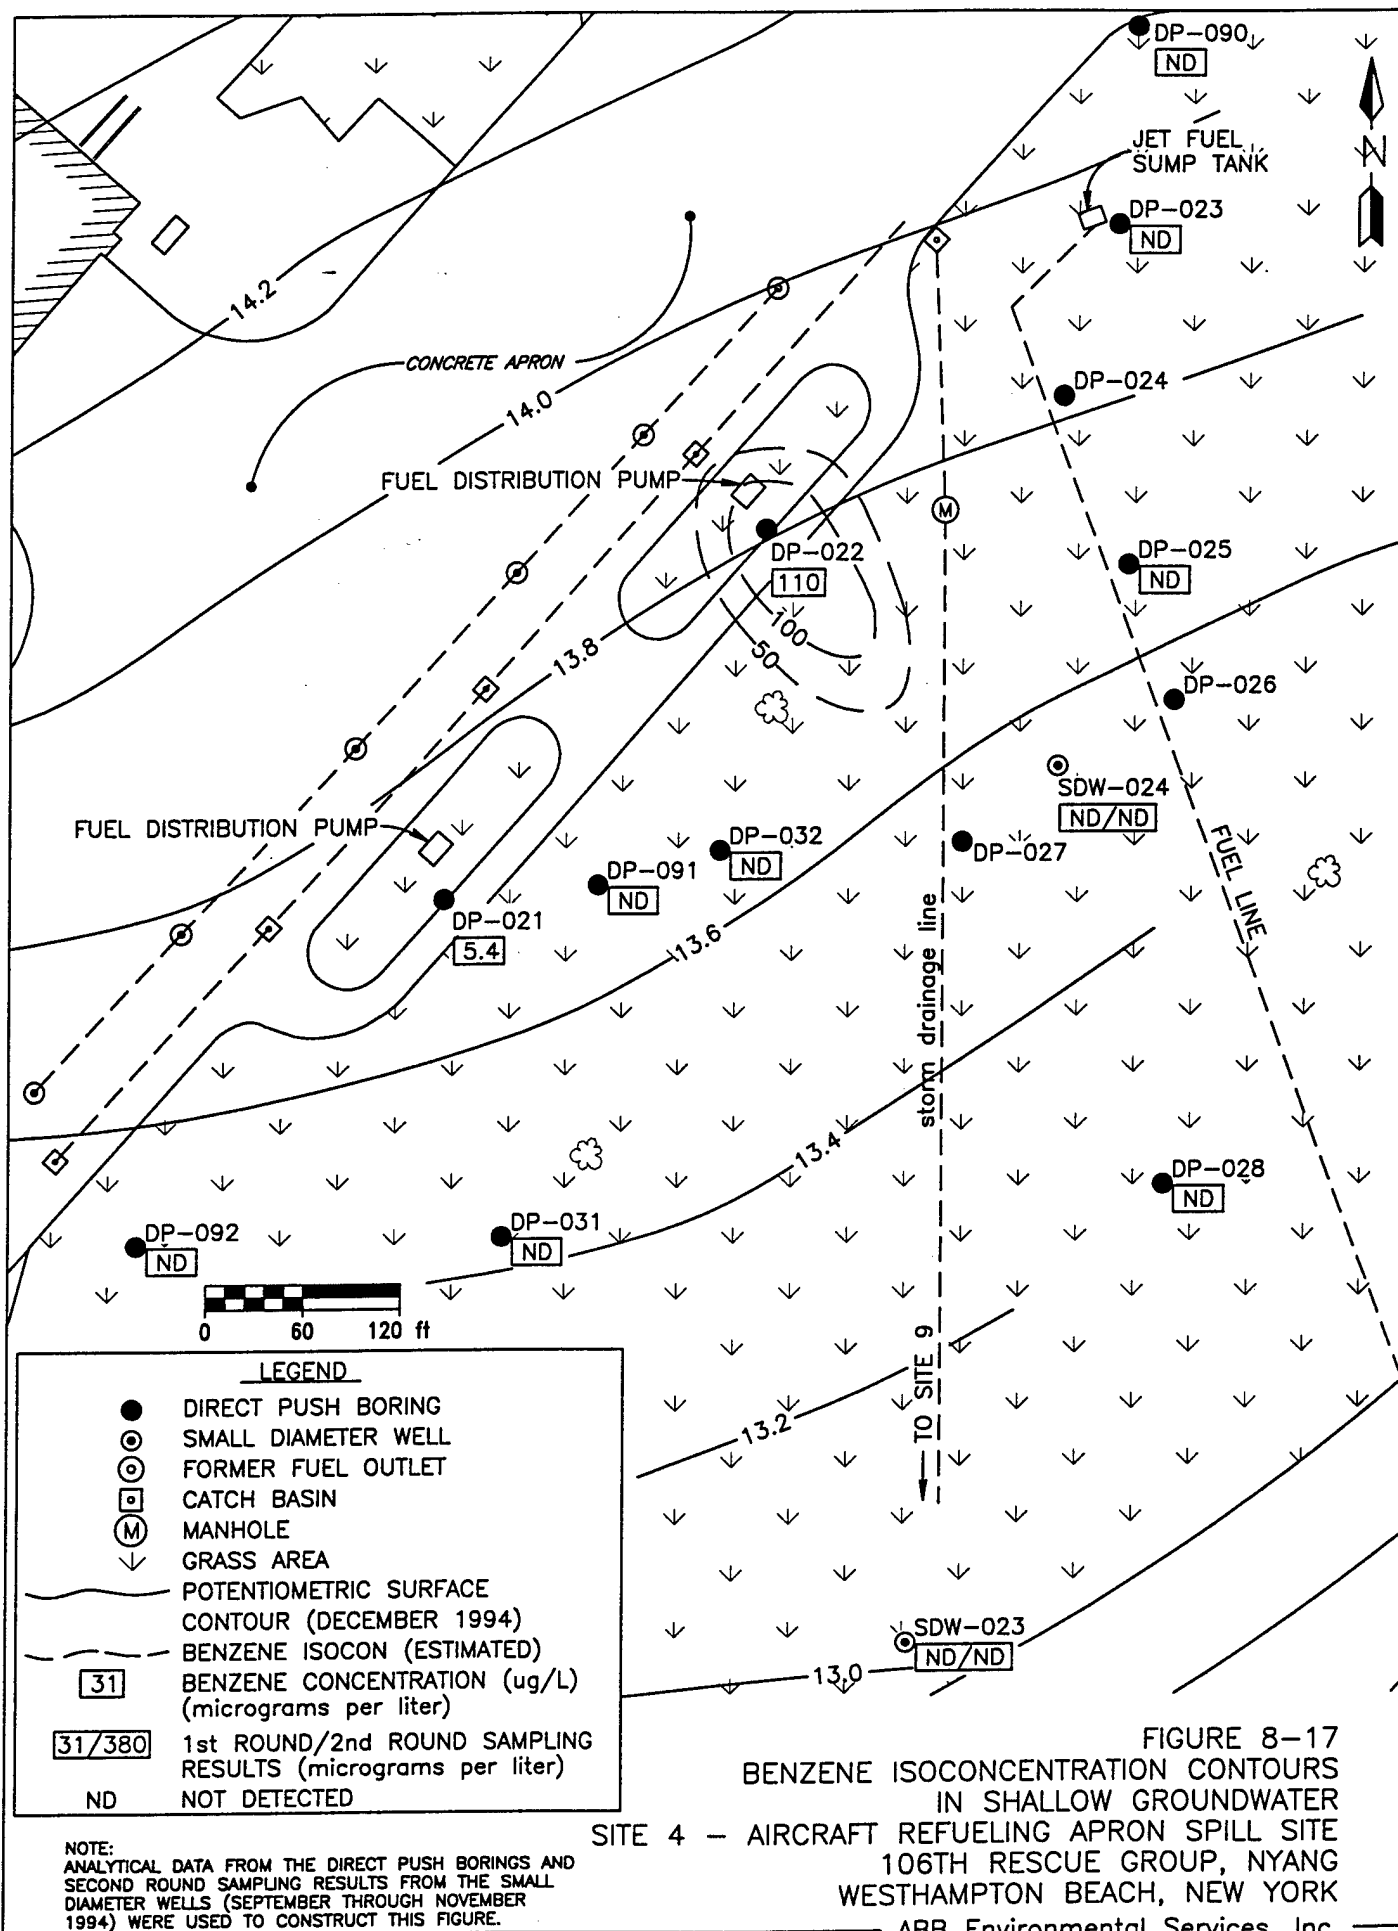 DP-090
ND
N
JET FUEL
SUMP TANK
DP-023
ND
14.2
CONCRETE APRON
14.0
DP-024
FUEL DISTRIBUTION PUMP
M
DP-022
110
DP-025
ND
100
50
13.8
DP-026
SDW-024
ND/ND
FUEL DISTRIBUTION PUMP
DP-032
ND
DP-027
FUEL LINE
DP-091
ND
DP-021
5.4
13.6
storm drainage line
13.4
DP-028
ND
DP-092
ND
DP-031
ND
0 60 120 ft
TO SITE 9
13.2
SDW-023
ND/ND
13.0
LEGEND
DIRECT PUSH BORING
SMALL DIAMETER WELL
FORMER FUEL OUTLET
CATCH BASIN
M MANHOLE
GRASS AREA
POTENTIOMETRIC SURFACE
CONTOUR (DECEMBER 1994)
BENZENE ISOCON (ESTIMATED)
31 BENZENE CONCENTRATION (ug/L)
(micrograms per liter)
31/380 1st ROUND/2nd ROUND SAMPLING
RESULTS (micrograms per liter)
ND NOT DETECTED
NOTE:
ANALYTICAL DATA FROM THE DIRECT PUSH BORINGS AND
SECOND ROUND SAMPLING RESULTS FROM THE SMALL
DIAMETER WELLS (SEPTEMBER THROUGH NOVEMBER
1994) WERE USED TO CONSTRUCT THIS FIGURE.
FIGURE 8-17
BENZENE ISOCONCENTRATION CONTOURS
IN SHALLOW GROUNDWATER
SITE 4 - AIRCRAFT REFUELING APRON SPILL SITE
106TH RESCUE GROUP, NYANG
WESTHAMPTON BEACH, NEW YORK
ABB Environmental Services, Inc.